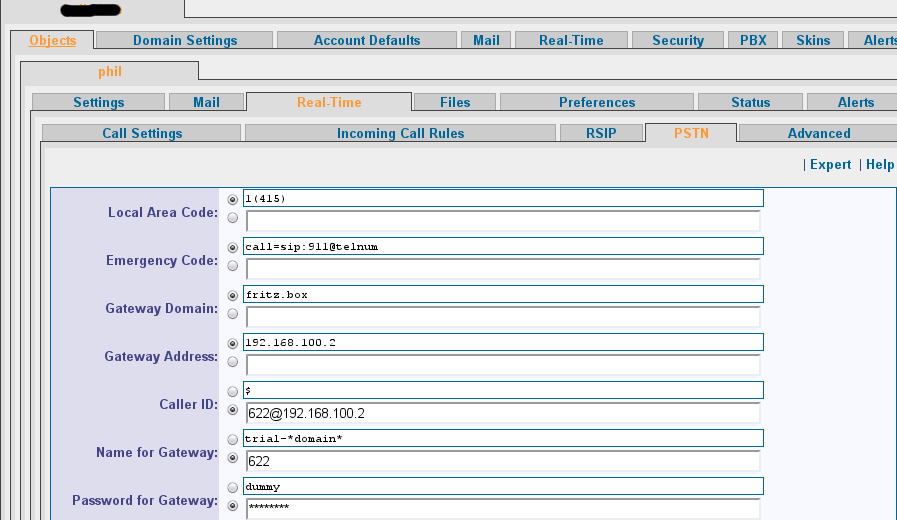 Objects Domain Settings Account Defaults Mail Real-Time Security PBX Skins Alerts
phil
Settings Mail Real-Time Files Preferences Status Alerts
Call Settings Incoming Call Rules RSIP PSTN Advanced
| Expert | Help
Local Area Code: 1(415)
Emergency Code: call=sip:911@telnum
Gateway Domain: fritz.box
Gateway Address: 192.168.100.2
Caller ID: $
622@192.168.100.2
Name for Gateway: trial-*domain*
622
Password for Gateway: dummy
********